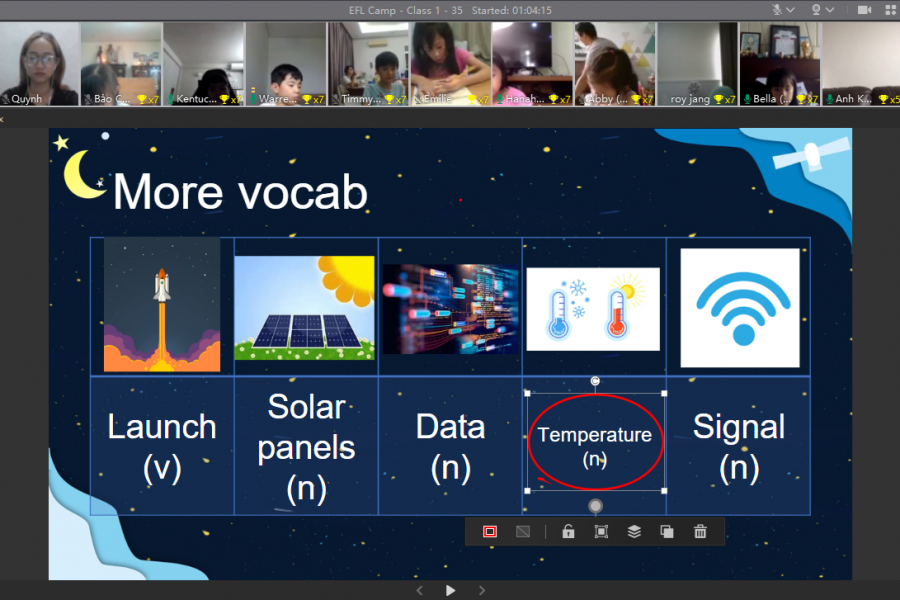 EFL Camp - Class 1 - 35 Started: 01:04:15
Quynh
Bảo C... x7
Kentuc... x7
Warre... x7
Timmy... x7
Emilie x7
Hanah... x7
Abby (... x7
roy jang x7
Bella (... x7
Anh K... x5
More vocab
Launch
(v)
Solar
panels
(n)
Data
(n)
Temperature
(n)
Signal
(n)